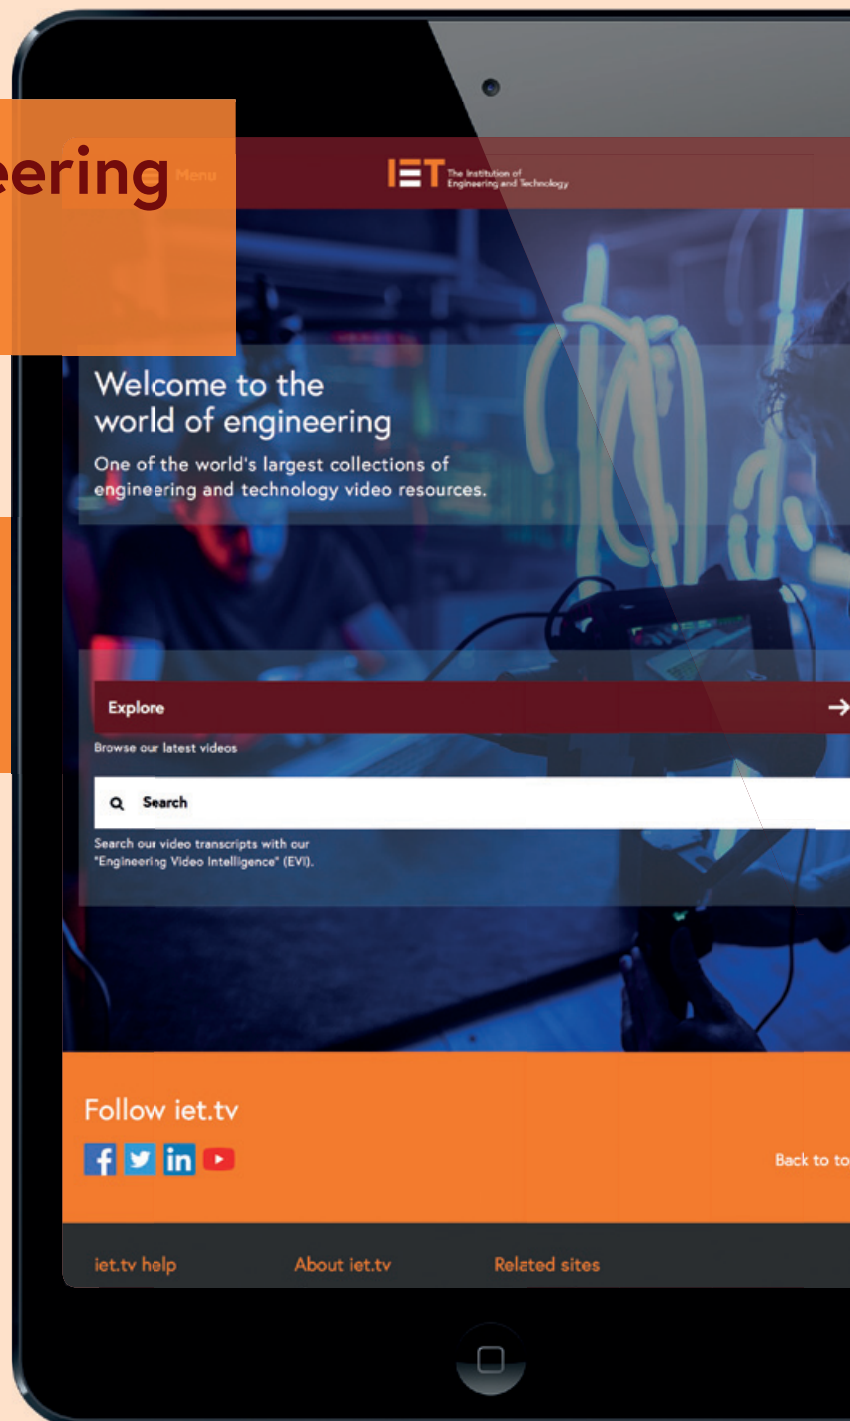 eering
Menu
IET The Institution of
Engineering and Technology
Welcome to the
world of engineering
One of the world's largest collections of
engineering and technology video resources.
Explore
Browse our latest videos
Search
Search our video transcripts with our
"Engineering Video Intelligence" (EVI).
Follow iet.tv
f in
Back to to
iet.tv help About iet.tv Related sites